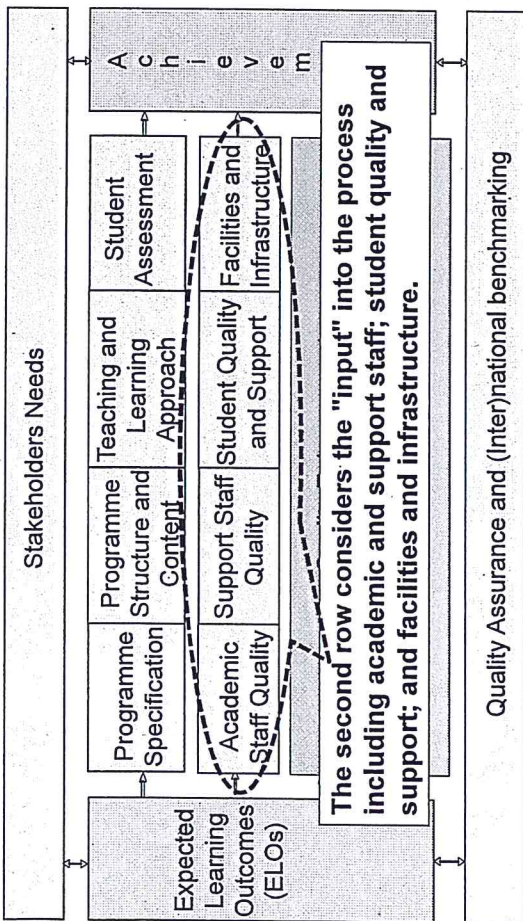 Stakeholders Needs
Expected
Learning
Outcomes
(ELOs)
Programme
Specification
Programme
Structure and
Content
Teaching and
Learning
Approach
Student
Assessment
Academic
Staff Quality
Support Staff
Quality
Student Quality
and Support
Facilities and
Infrastructure
A
c
h
i
e
v
e
m
The second row considers the "input" into the process
including academic and support staff; student quality and
support; and facilities and infrastructure.
Quality Assurance and (Inter)national benchmarking